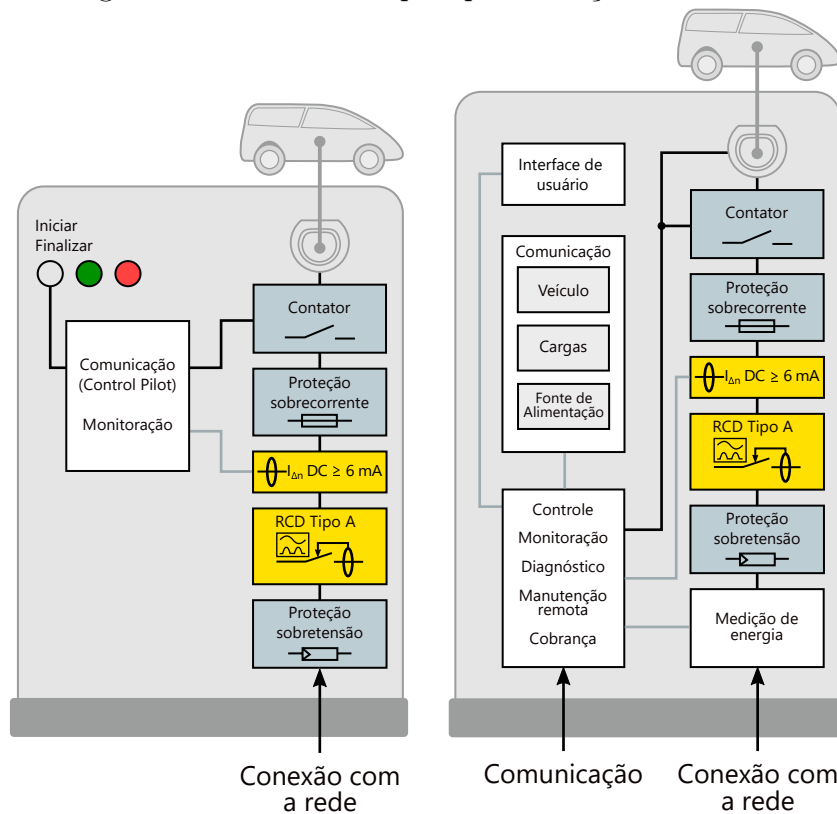 Iniciar
Finalizar
Contator
Comunicação
(Control Pilot)
Monitoração
Proteção
sobrecorrente
I∆n DC ≥ 6 mA
RCD Tipo A
Proteção
sobretensão
Conexão com
a rede
Interface de
usuário
Comunicação
Veículo
Cargas
Fonte de
Alimentação
Controle
Monitoração
Diagnóstico
Manutenção
remota
Cobrança
Contator
Proteção
sobrecorrente
I∆n DC ≥ 6 mA
RCD Tipo A
Proteção
sobretensão
Medição de
energia
Comunicação
Conexão com
a rede